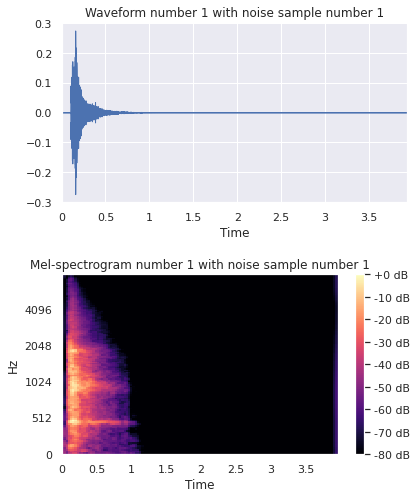 Waveform number 1 with noise sample number 1
0.3
0.2
0.1
0.0
−0.1
−0.2
−0.3
0 0.5 1 1.5 2 2.5 3 3.5
Time
Mel-spectrogram number 1 with noise sample number 1
Hz
4096
2048
1024
512
0
0 0.5 1 1.5 2 2.5 3 3.5
Time
+0 dB
-10 dB
-20 dB
-30 dB
-40 dB
-50 dB
-60 dB
-70 dB
-80 dB